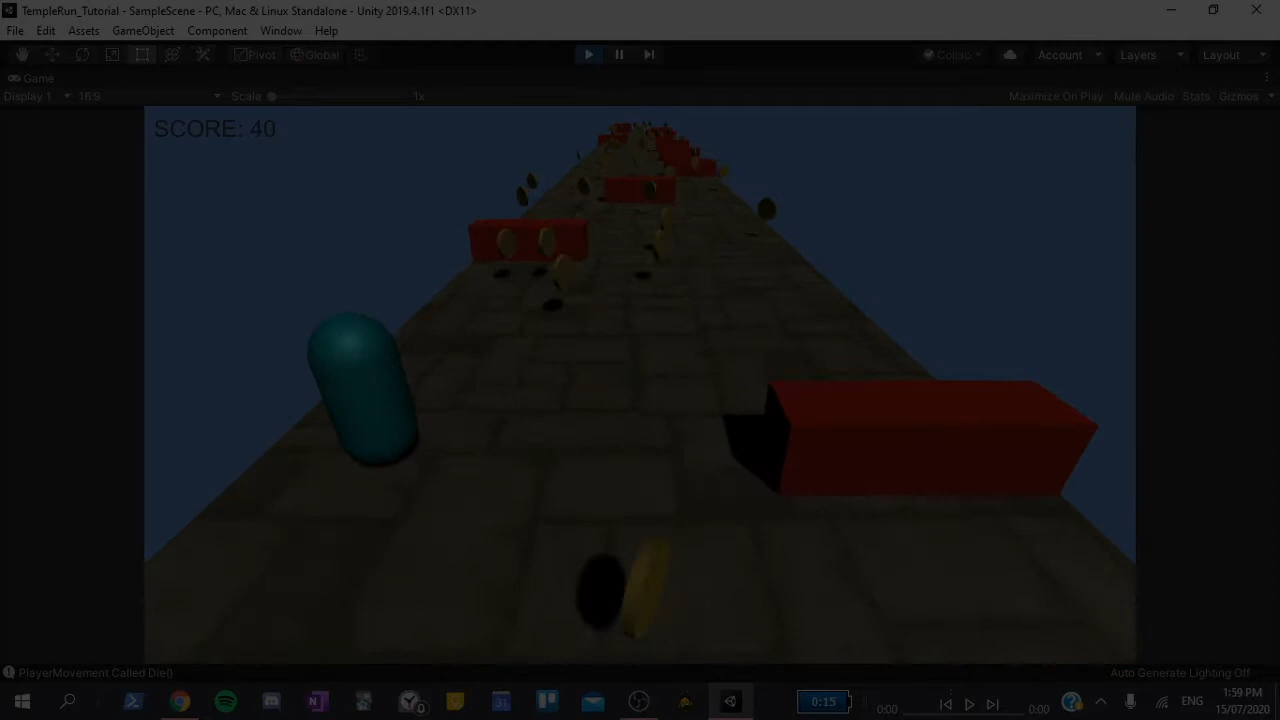 TempleRun_Tutorial - SampleScene - PC, Mac & Linux Standalone - Unity 2019.4.1f1 <DX11>
File Edit Assets GameObject Component Window Help
Pivot Global Collab Account Layers Layout
Game
Display 1 16:9 Scale 1x Maximize On Play Mute Audio Stats Gizmos
SCORE: 40
PlayerMovement Called Die() Auto Generate Lighting Off
0:15 0:00 0:00 ENG 1:59 PM
15/07/2020